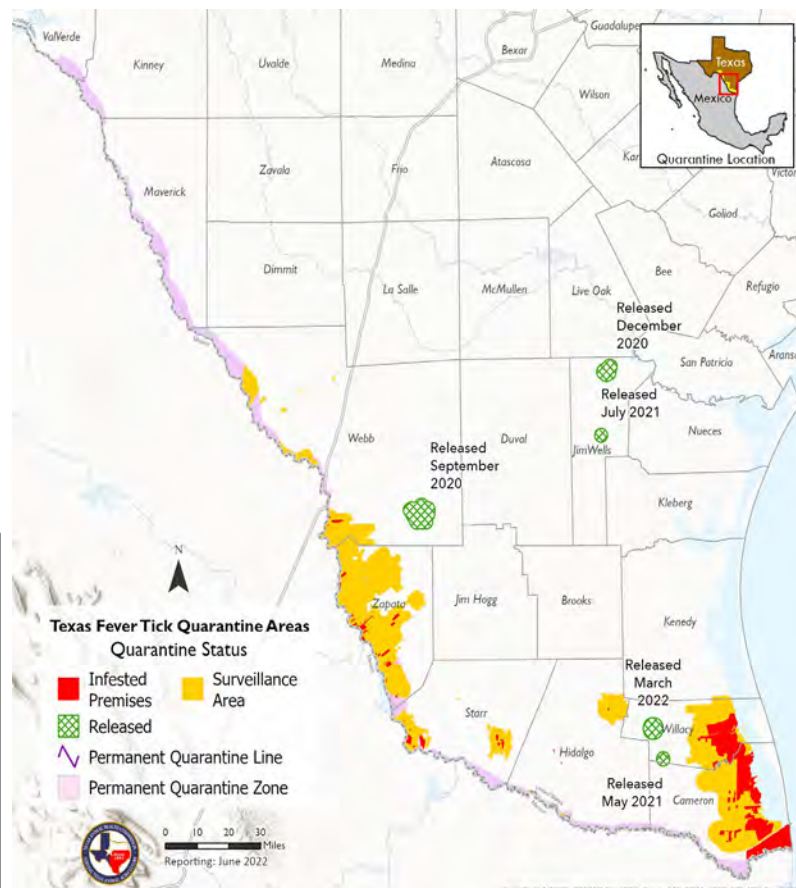 ValVerde
Kinney
Uvalde
Medina
Bexar
Guadalupe
Wilson
Texas
Mexico
Quarantine Location
Maverick
Zavala
Frio
Atascosa
Goliad
Dimmit
La Salle
McMullen
Live Oak
Bee
Refugio
Released
December
2020
San Patricio
Released
July 2021
Webb
Duval
JimWells
Nueces
Released
September
2020
Kleberg
N
Zapata
Jim Hogg
Brooks
Kenedy
Texas Fever Tick Quarantine Areas
Quarantine Status
Infested
Premises
Surveillance
Area
Released
Permanent Quarantine Line
Permanent Quarantine Zone
Released
March
2022
Starr
Hidalgo
Willacy
Released
May 2021
Cameron
0 10 20 30
Miles
Reporting: June 2022